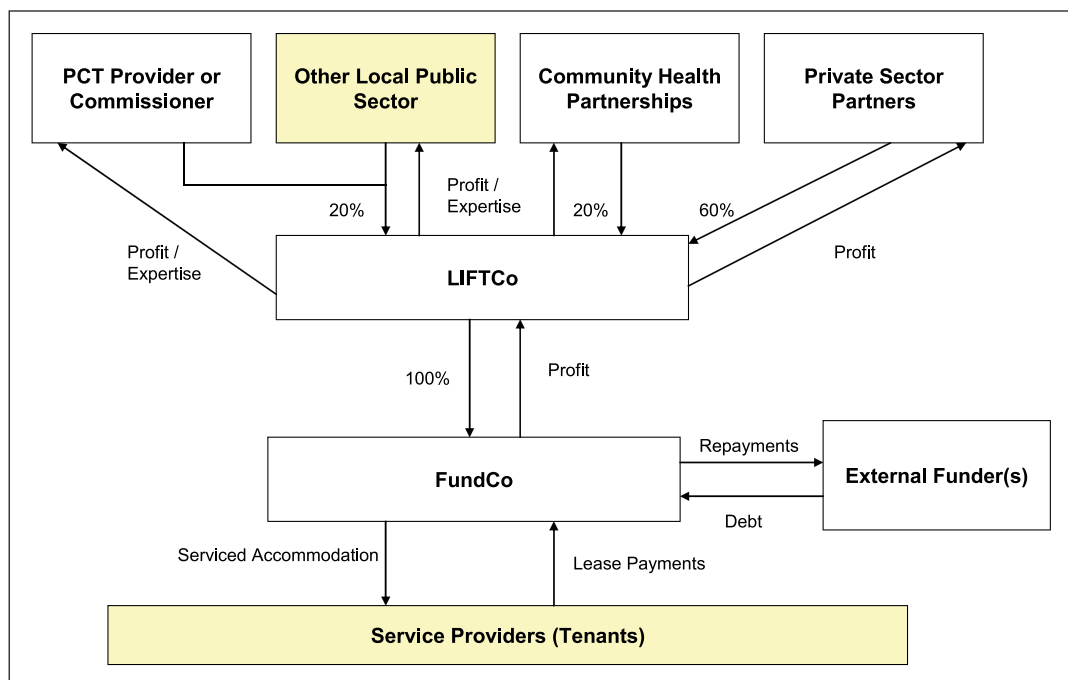 PCT Provider or
Commissioner
Other Local Public
Sector
Community Health
Partnerships
Private Sector
Partners
Profit /
Expertise
20%
Profit /
Expertise
20%
60%
Profit
LIFTCo
100%
Profit
FundCo
Repayments
External Funder(s)
Debt
Serviced Accommodation
Lease Payments
Service Providers (Tenants)